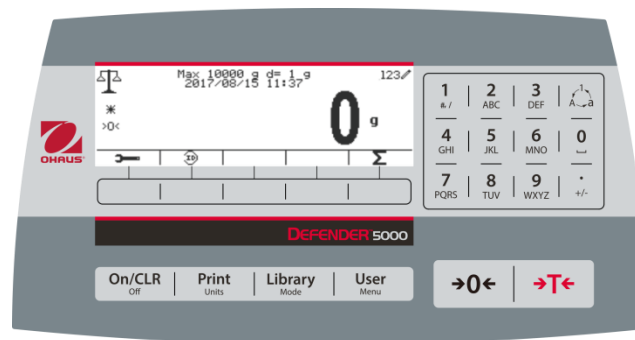 Max 10000 g d= 1 g
2017/08/15 11:37
123
>0<
0 g
ID
Σ
OHAUS
DEFENDER 5000
1 &, / 2 ABC 3 DEF 1 A a
4 GHI 5 JKL 6 MNO 0
7 PQRS 8 TUV 9 WXYZ . +/-
On/CLR Print Library User
Off Units Mode Menu
→0← →T←